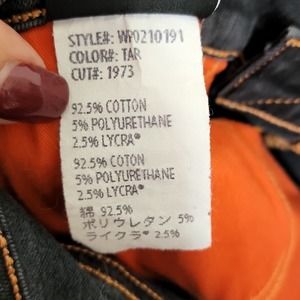 STYLE#: WP0210191
COLOR#: TAR
CUT#: 1973
92.5% COTTON
5% POLYURETHANE
2.5% LYCRA®
92.5% COTON
5% POLYURETHANE
2.5% LYCRA®
綿 92.5%
ポリウレタン 5%
ライクラ® 2.5%